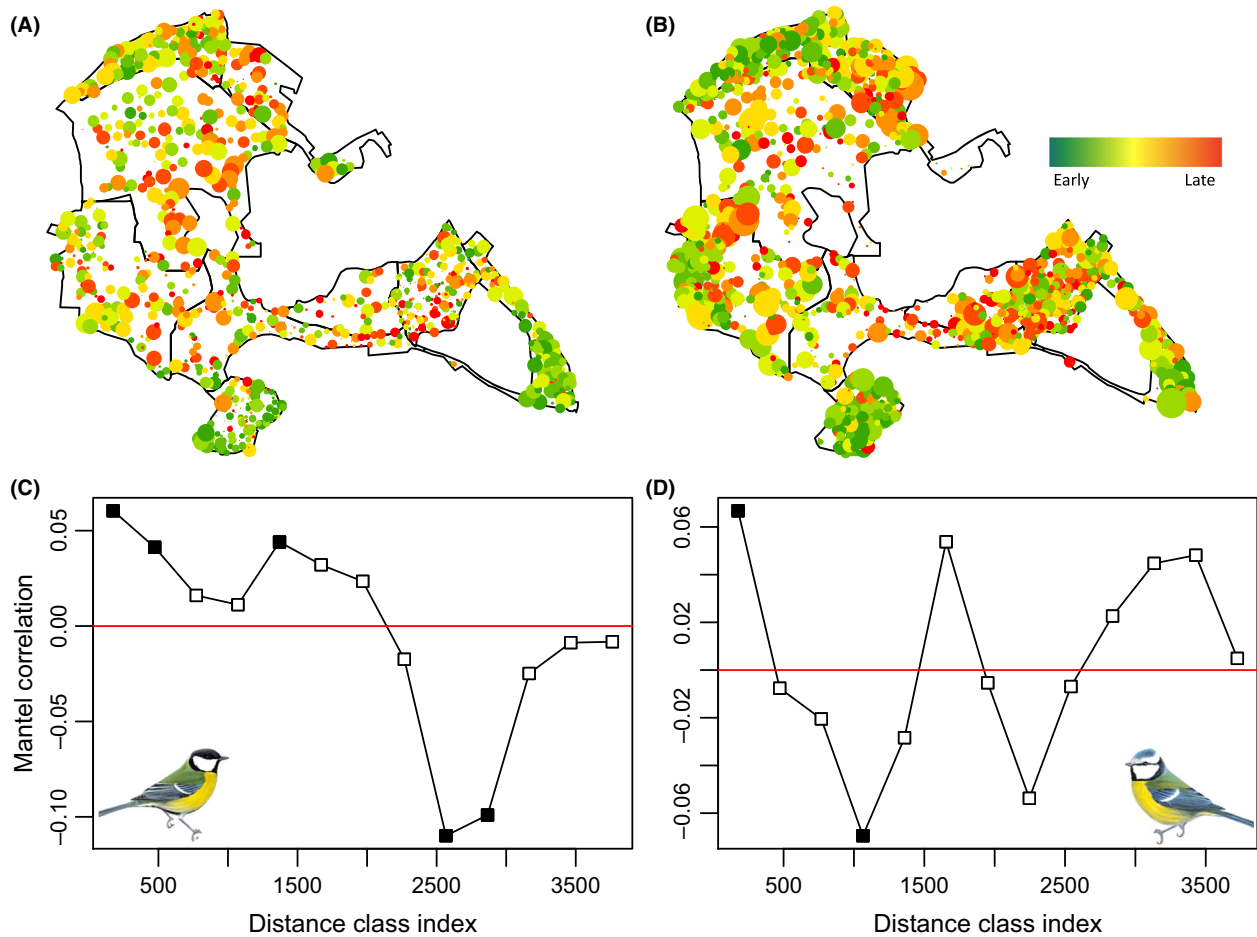 (A)
(B)
Early
Late
(C)
(D)
0.05
0.00
−0.05
−0.10
Mantel correlation
500
1500
2500
3500
Distance class index
0.06
0.02
−0.02
−0.06
500
1500
2500
3500
Distance class index